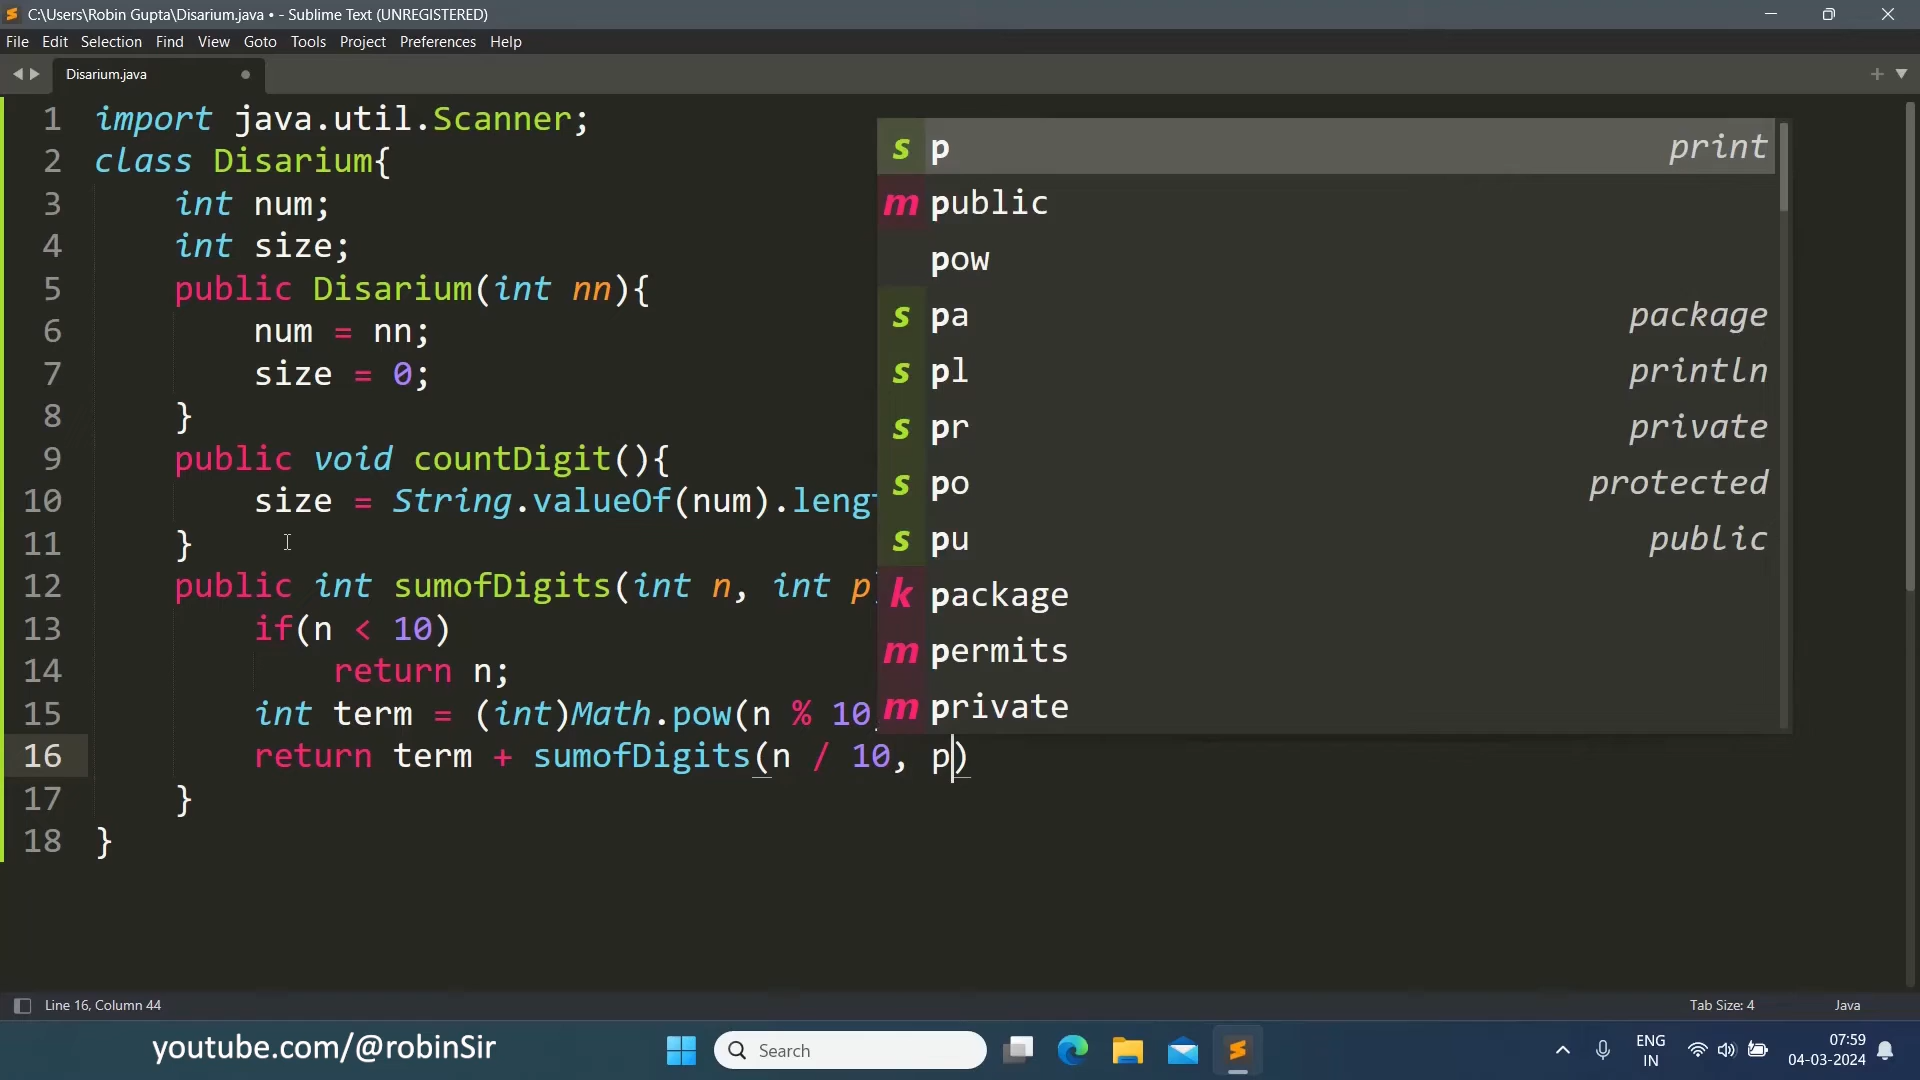 C:\Users\Robin Gupta\Disarium.java • - Sublime Text (UNREGISTERED)
File Edit Selection Find View Goto Tools Project Preferences Help
Disarium.java
1 import java.util.Scanner;
2 class Disarium{
3 int num;
4 int size;
5 public Disarium(int nn){
6 num = nn;
7 size = 0;
8 }
9 public void countDigit(){
10 size = String.valueOf(num).lengt
11 }
12 public int sumofDigits(int n, int p)
13 if(n < 10)
14 return n;
15 int term = (int)Math.pow(n % 10
16 return term + sumofDigits(n / 10, p)
17 }
18 }
s p print
m public
pow
s pa package
s pl println
s pr private
s po protected
s pu public
k package
m permits
m private
Line 16, Column 44
Tab Size: 4
Java
youtube.com/@robinSir
Search
ENG
IN
07:59
04-03-2024